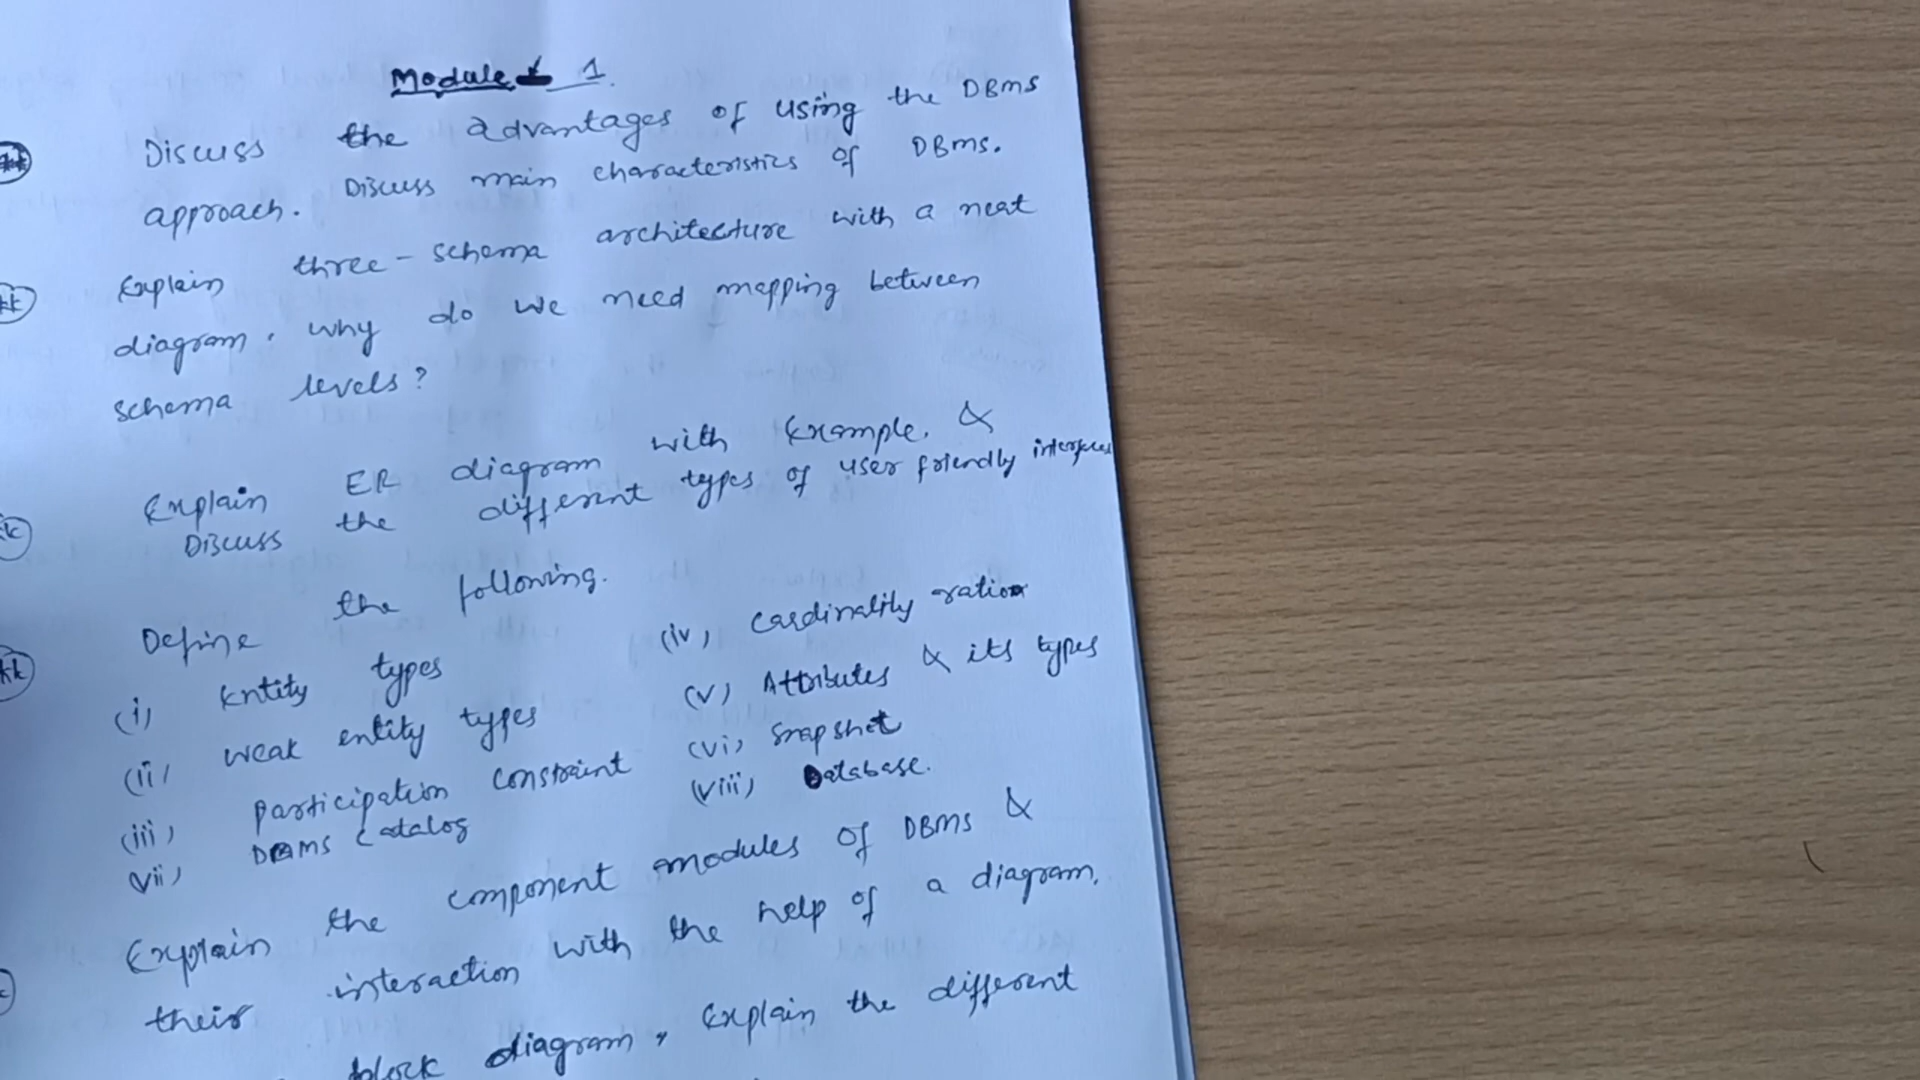 Module 1.
Discuss the advantages of using the DBMS
approach. Discuss main characteristics of DBMS.
Explain three-schema architecture with a neat
diagram. Why do we need mapping between
schema levels?
Explain ER diagram with Example. &
Discuss the different types of user friendly interfaces
Define the following.
(i) Entity types
(ii) weak entity types
(iii) participation constraint
(vii) DBMS Catalog
(iv) Cardinality ratio
(v) Attributes & its types
(vi) Snapshot
(viii) Database.
Explain the component modules of DBMS &
their interaction with the help of a diagram.
block diagram, Explain the different